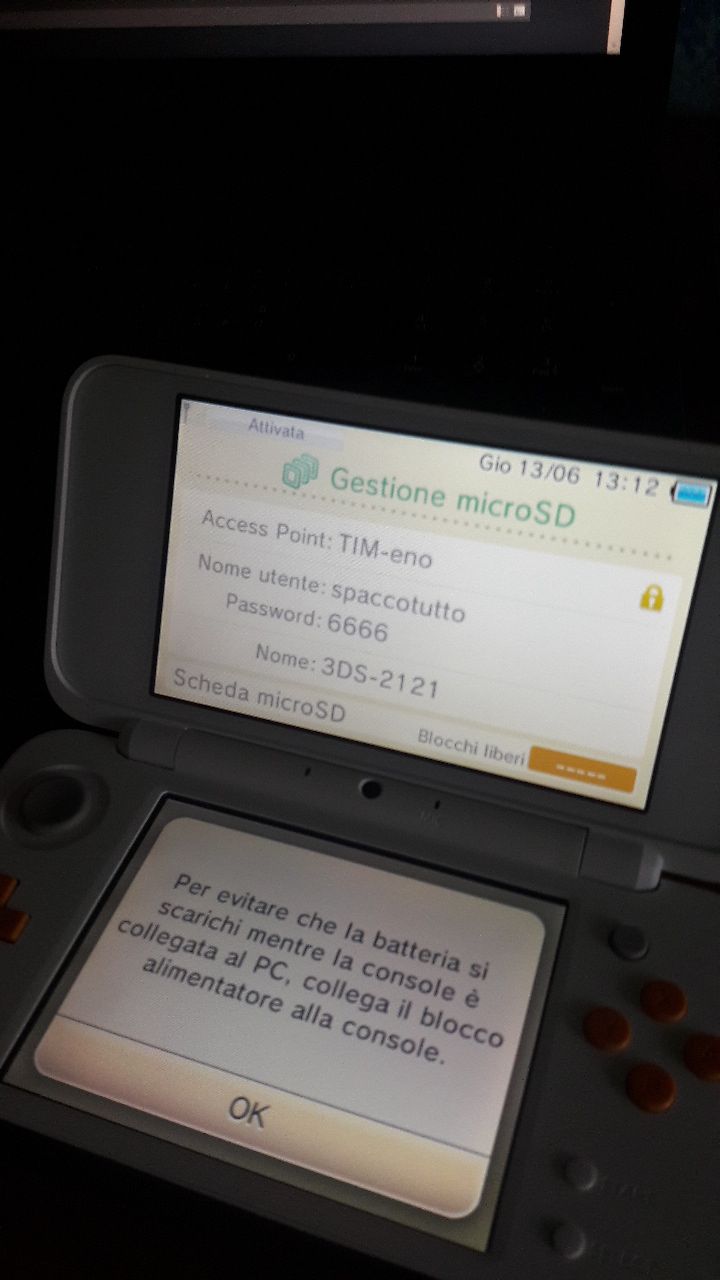 Attivata
Gio 13/06 13:12
Gestione microSD
Access Point: TIM-eno
Nome utente: spaccotutto
Password: 6666
Nome: 3DS-2121
Scheda microSD
Blocchi liberi -----
Per evitare che la batteria si
scarichi mentre la console è
collegata al PC, collega il blocco
alimentatore alla console.
OK